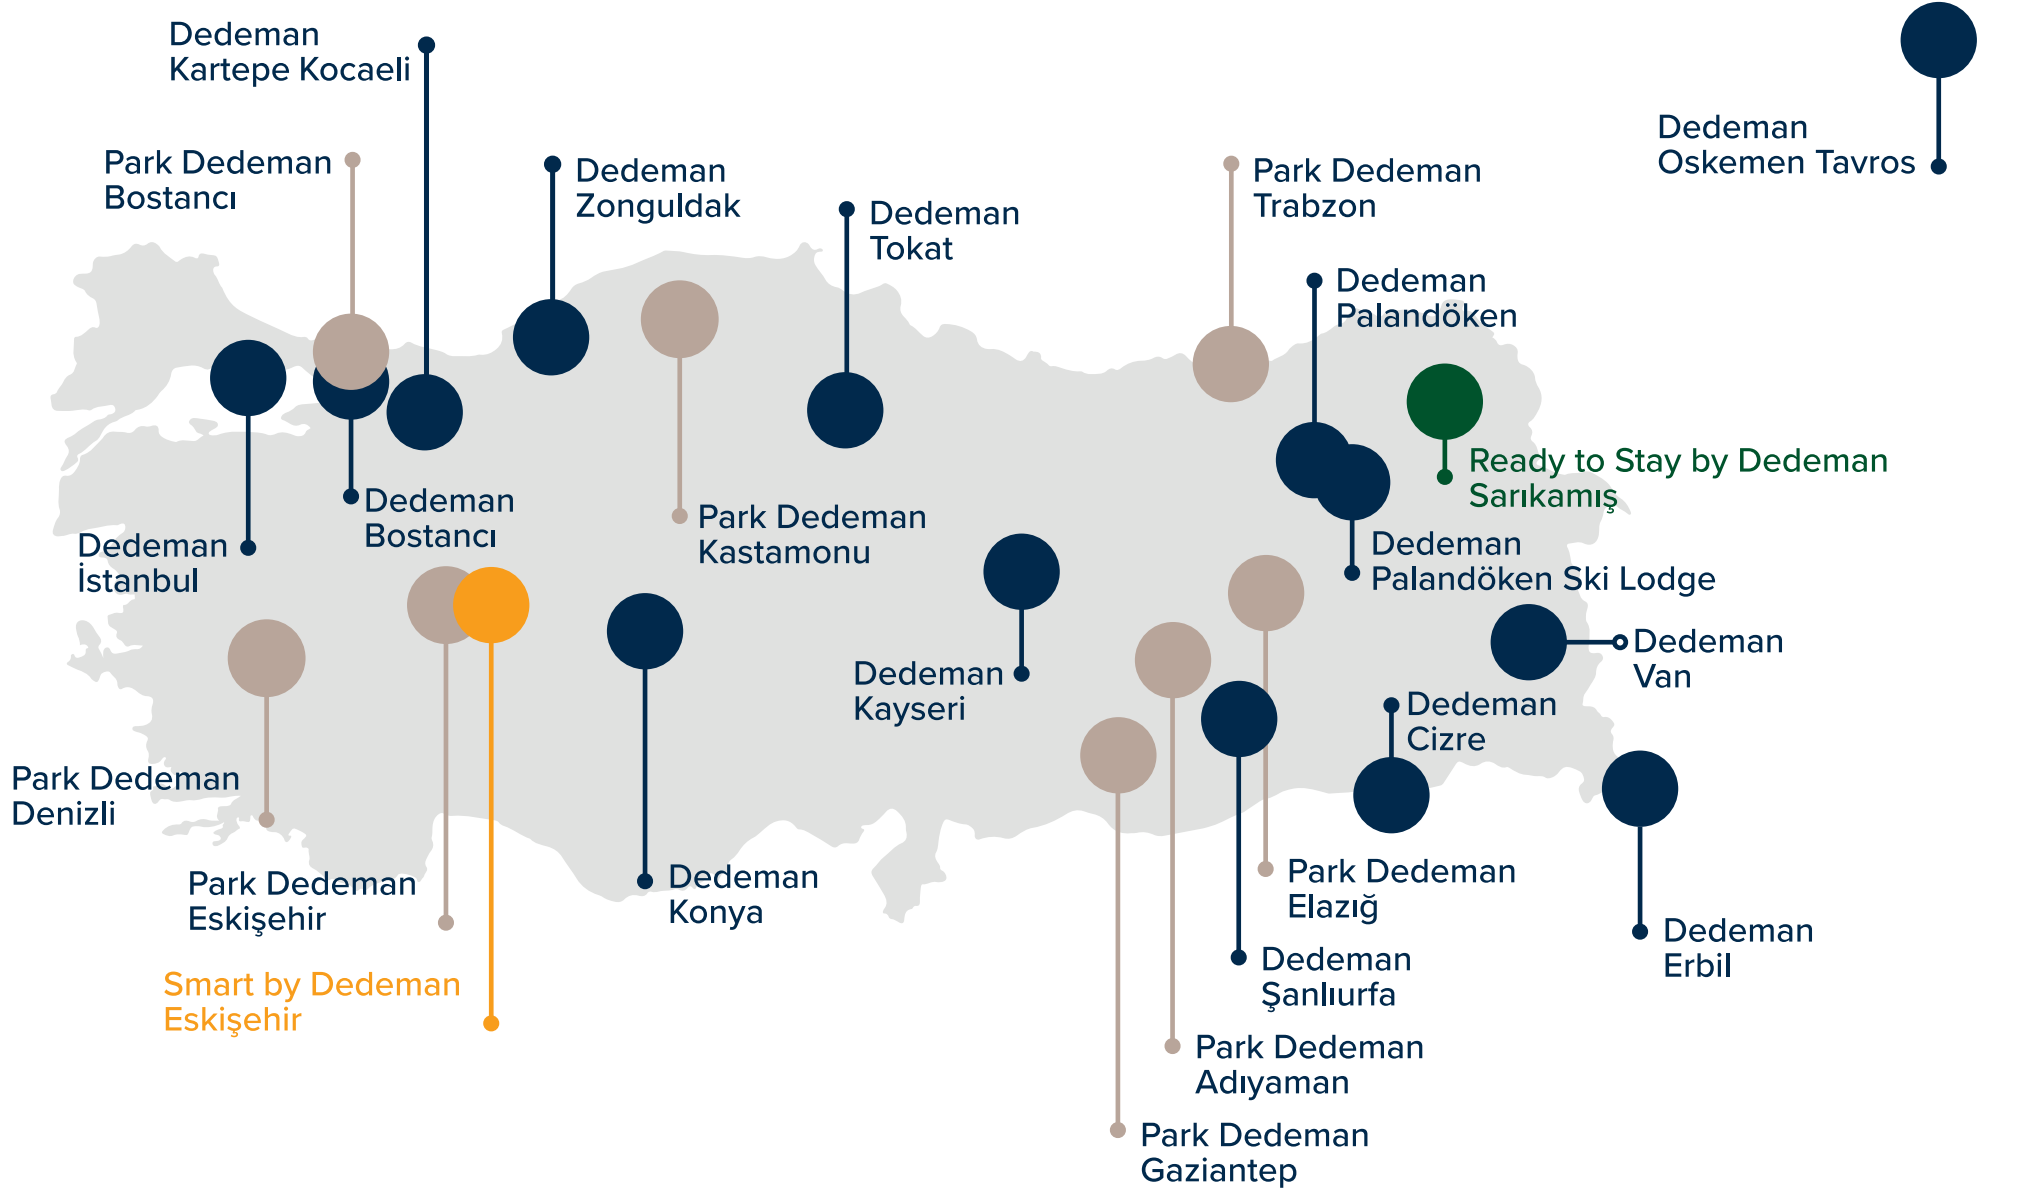 Dedeman
Kartepe Kocaeli
Dedeman
Oskemen Tavros
Park Dedeman
Bostancı
Dedeman
Zonguldak
Park Dedeman
Trabzon
Dedeman
Tokat
Dedeman
Palandöken
Ready to Stay by Dedeman
Sarıkamış
Dedeman
Bostancı
Park Dedeman
Kastamonu
Dedeman
İstanbul
Dedeman
Palandöken Ski Lodge
Dedeman
Van
Dedeman
Kayseri
Dedeman
Cizre
Park Dedeman
Denizli
Park Dedeman
Eskişehir
Dedeman
Konya
Park Dedeman
Elazığ
Dedeman
Erbil
Dedeman
Şanlıurfa
Smart by Dedeman
Eskişehir
Park Dedeman
Adıyaman
Park Dedeman
Gaziantep